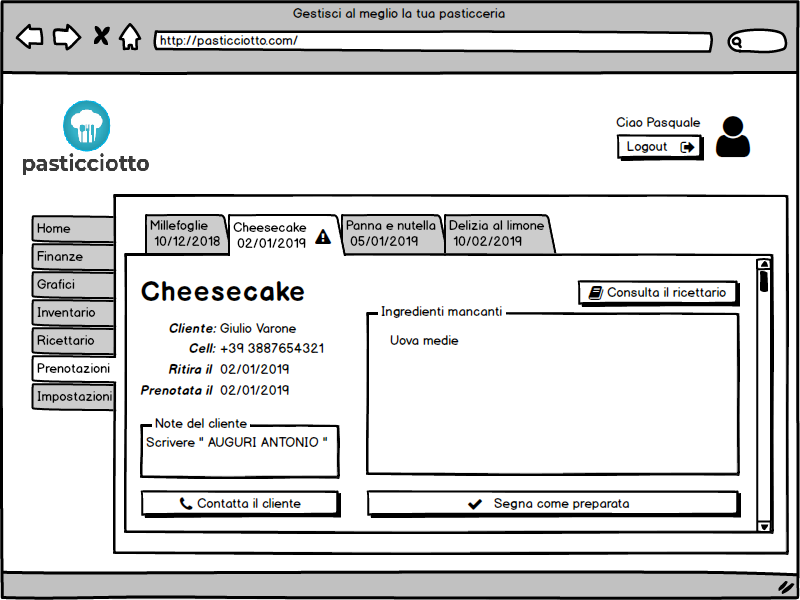 Gestisci al meglio la tua pasticceria
http://pasticciotto.com/
pasticciotto
Ciao Pasquale
Logout
Home
Finanze
Grafici
Inventario
Ricettario
Prenotazioni
Impostazioni
Millefoglie
10/12/2018
Cheesecake
02/01/2019
Panna e nutella
05/01/2019
Delizia al limone
10/02/2019
Cheesecake
Consulta il ricettario
Cliente: Giulio Varone
Cell: +39 3887654321
Ritira il 02/01/2019
Prenotata il 02/01/2019
Ingredienti mancanti
Uova medie
Note del cliente
Scrivere " AUGURI ANTONIO "
Contatta il cliente
Segna come preparata